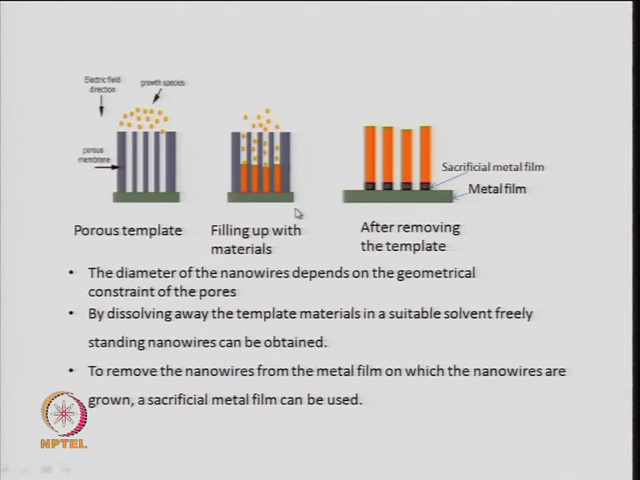 Electric field
direction
growth species
porous
membrane
Sacrificial metal film
Metal film
Porous template
Filling up with
materials
After removing
the template
• The diameter of the nanowires depends on the geometrical
constraint of the pores
• By dissolving away the template materials in a suitable solvent freely
standing nanowires can be obtained.
• To remove the nanowires from the metal film on which the nanowires are
grown, a sacrificial metal film can be used.
NPTEL